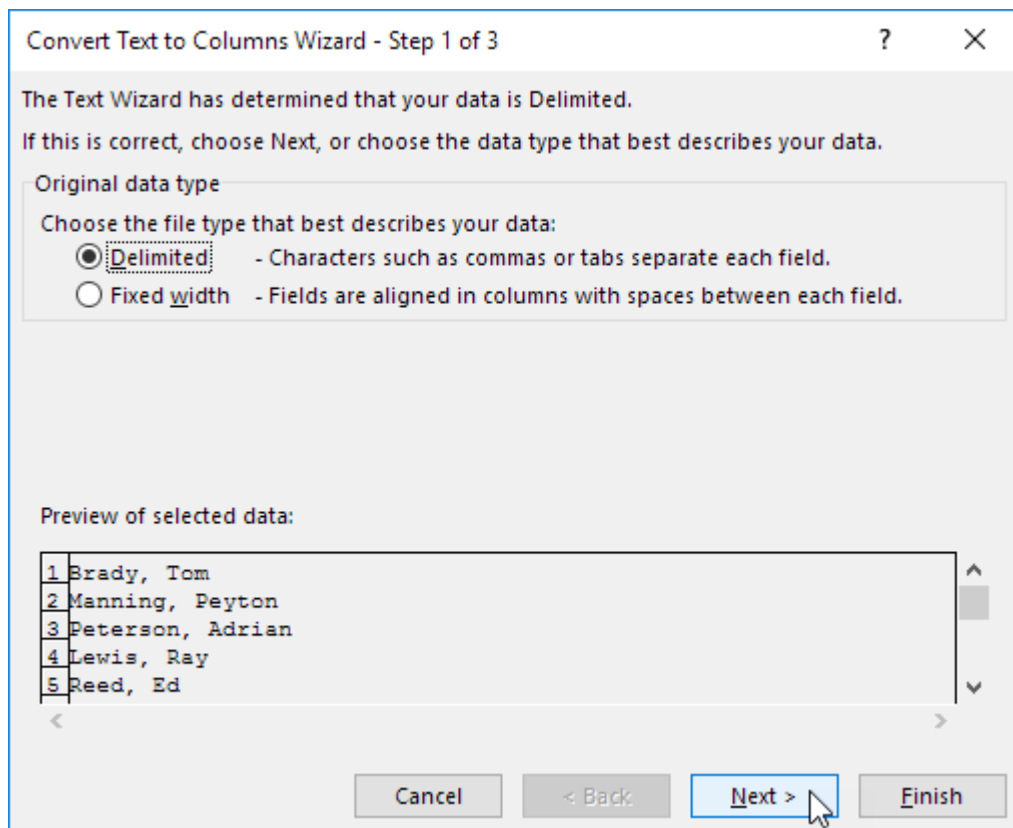 Convert Text to Columns Wizard - Step 1 of 3 ?
The Text Wizard has determined that your data is Delimited.
If this is correct, choose Next, or choose the data type that best describes your data.
Original data type
Choose the file type that best describes your data:
Delimited - Characters such as commas or tabs separate each field.
Fixed width - Fields are aligned in columns with spaces between each field.
Preview of selected data:
1 Brady, Tom
2 Manning, Peyton
3 Peterson, Adrian
4 Lewis, Ray
5 Reed, Ed
Cancel < Back Next > Finish